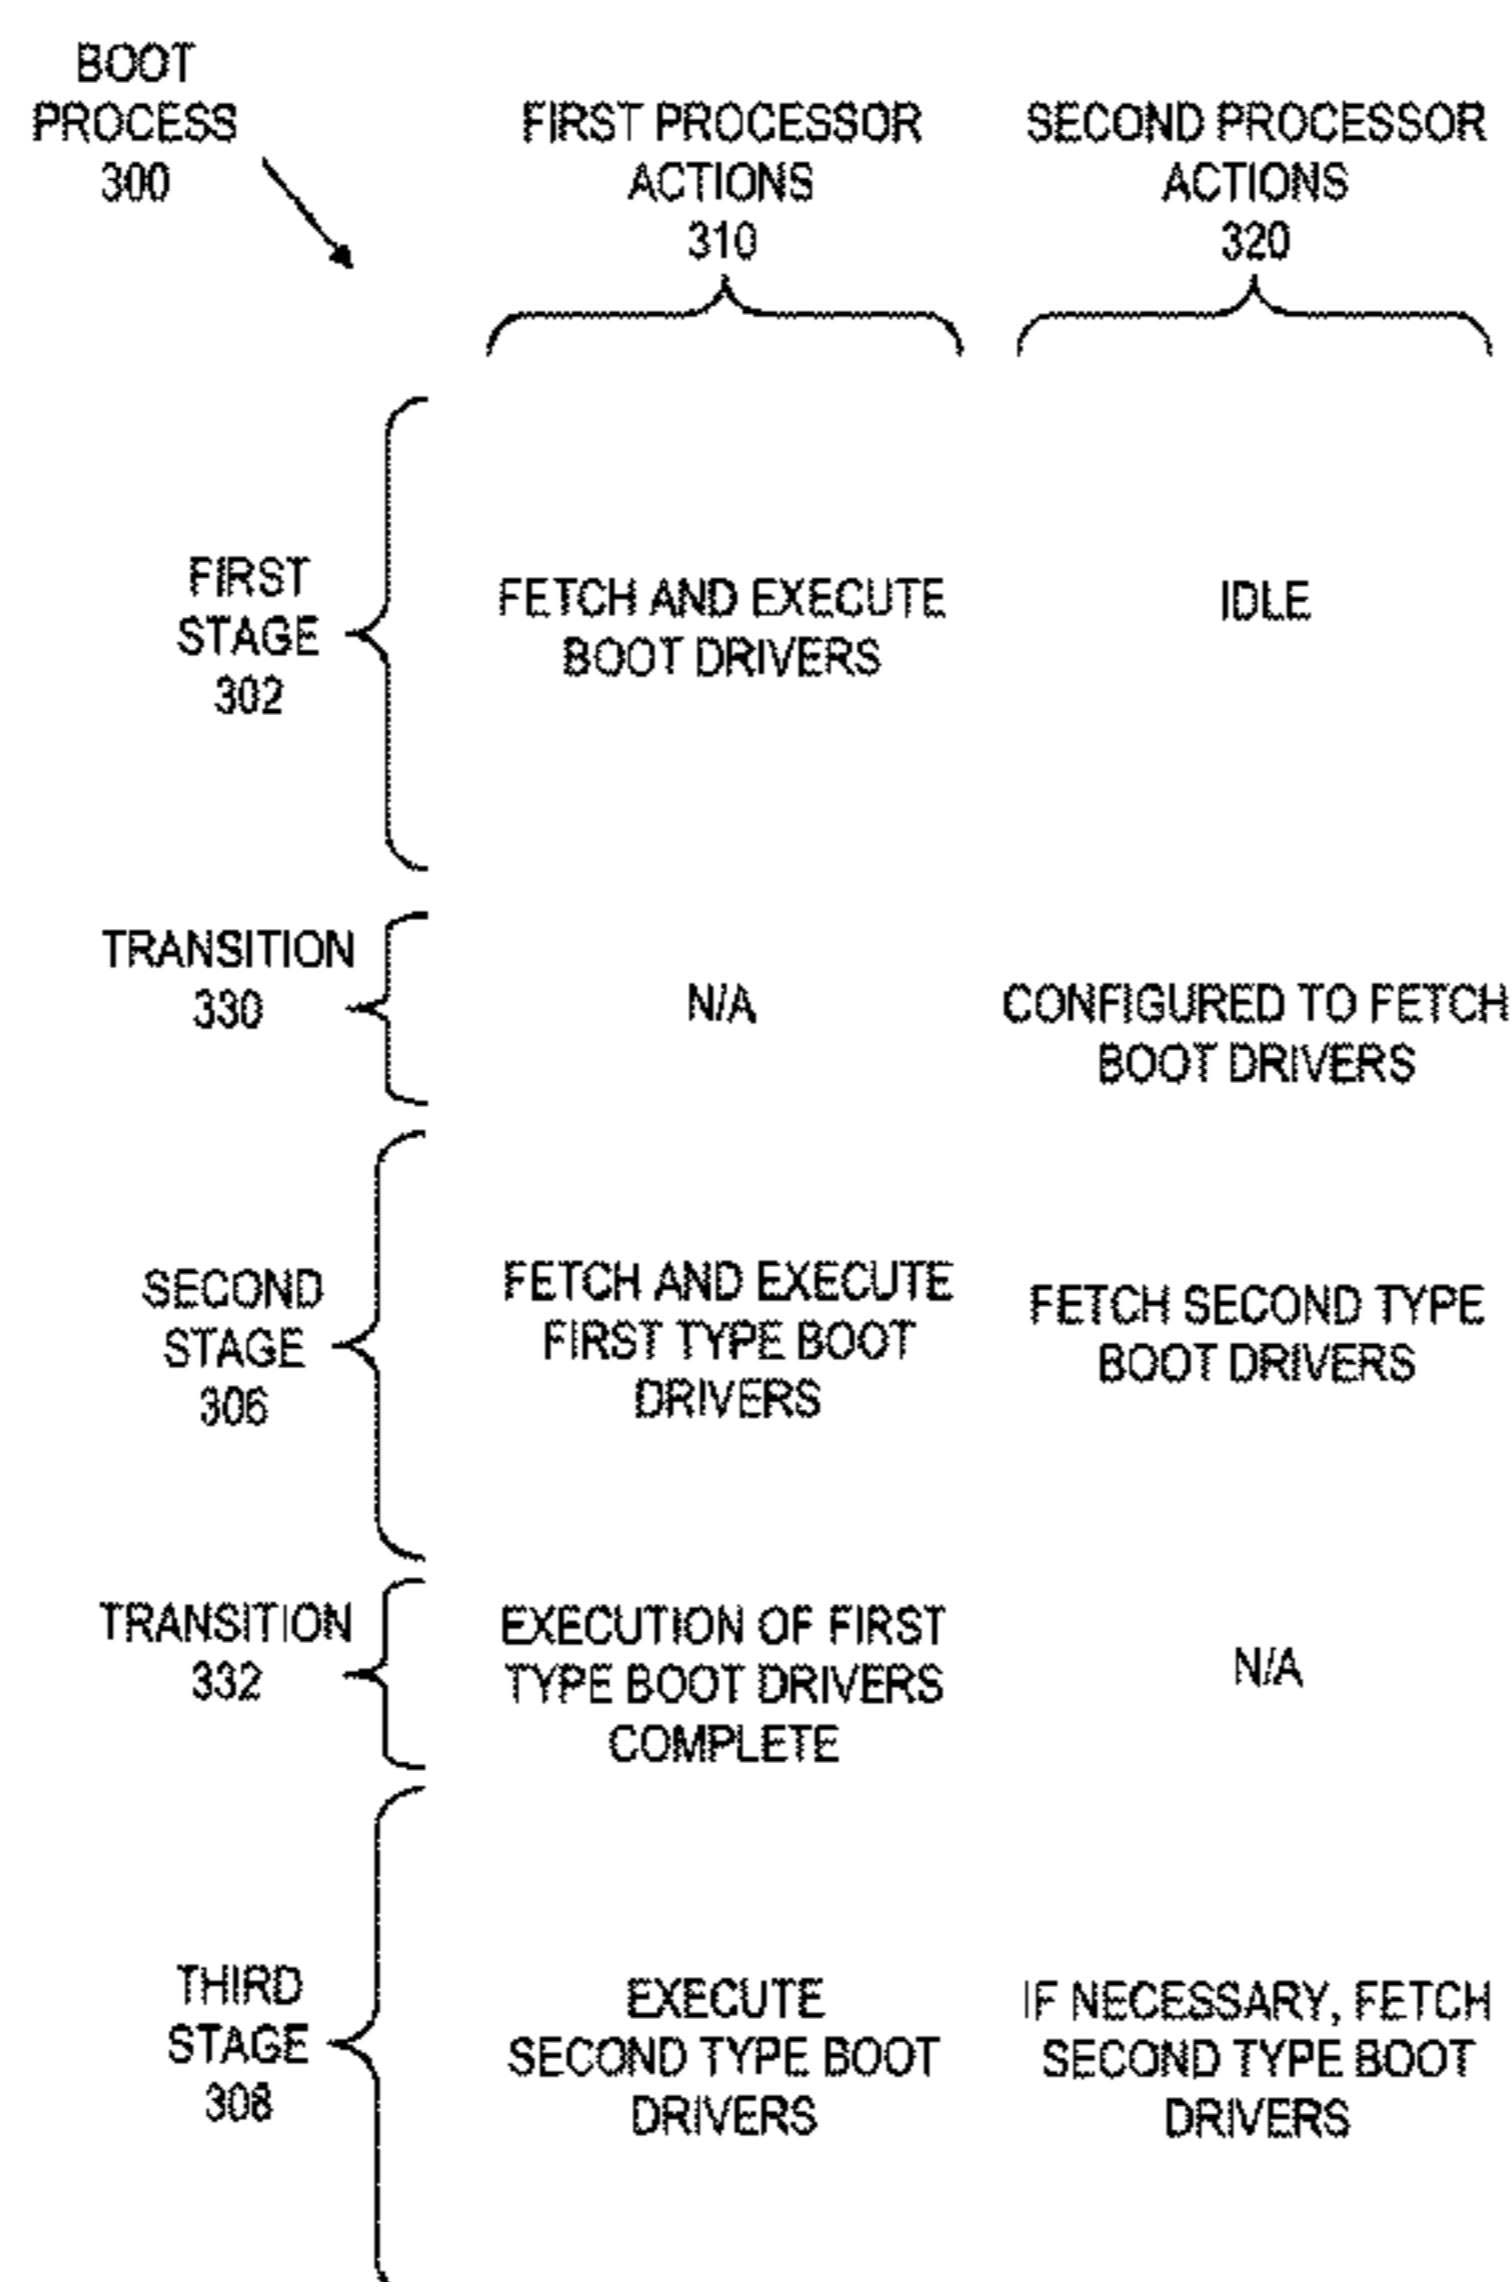 BOOT
PROCESS
300
FIRST PROCESSOR
ACTIONS
310
SECOND PROCESSOR
ACTIONS
320
FIRST
STAGE
302
FETCH AND EXECUTE
BOOT DRIVERS
IDLE
TRANSITION
330
N/A
CONFIGURED TO FETCH
BOOT DRIVERS
SECOND
STAGE
306
FETCH AND EXECUTE
FIRST TYPE BOOT
DRIVERS
FETCH SECOND TYPE
BOOT DRIVERS
TRANSITION
332
EXECUTION OF FIRST
TYPE BOOT DRIVERS
COMPLETE
N/A
THIRD
STAGE
308
EXECUTE
SECOND TYPE BOOT
DRIVERS
IF NECESSARY, FETCH
SECOND TYPE BOOT
DRIVERS